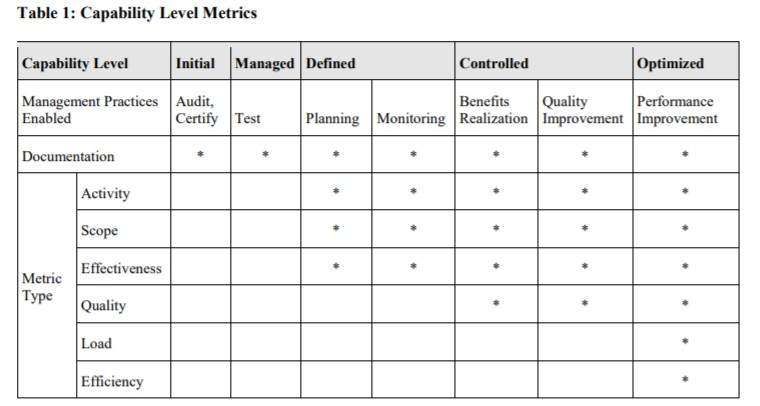 Table 1: Capability Level Metrics
Capability Level Initial Managed Defined Controlled Optimized
Management Practices Enabled Audit, Certify Test Planning Monitoring Benefits Realization Quality Improvement Performance Improvement
Documentation * * * * * * *
Metric Type
Activity * * * * *
Scope * * * * *
Effectiveness * * * * *
Quality * * *
Load *
Efficiency *